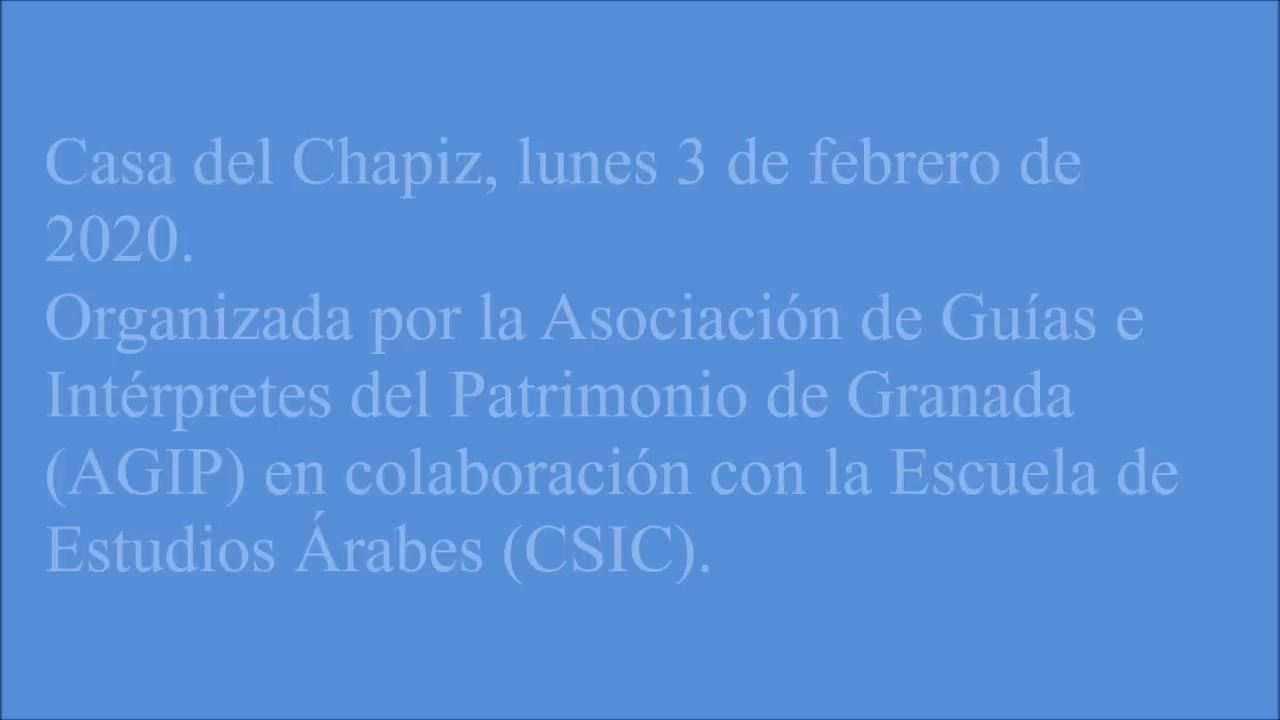 Casa del Chapiz, lunes 3 de febrero de
2020.
Organizada por la Asociación de Guías e
Intérpretes del Patrimonio de Granada
(AGIP) en colaboración con la Escuela de
Estudios Árabes (CSIC).